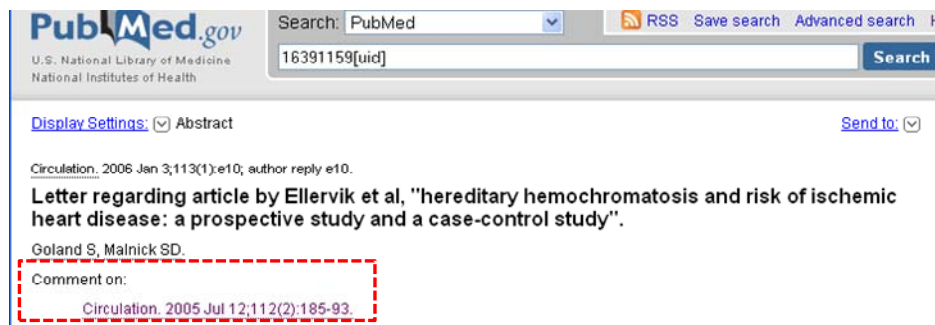 PubMed.gov
U.S. National Library of Medicine
National Institutes of Health
Search: PubMed
RSS Save search Advanced search
16391159[uid]
Search
Display Settings: Abstract
Send to:
Circulation. 2006 Jan 3;113(1):e10; author reply e10.
Letter regarding article by Ellervik et al, "hereditary hemochromatosis and risk of ischemic
heart disease: a prospective study and a case-control study".
Goland S, Malnick SD.
Comment on:
Circulation. 2005 Jul 12;112(2):185-93.